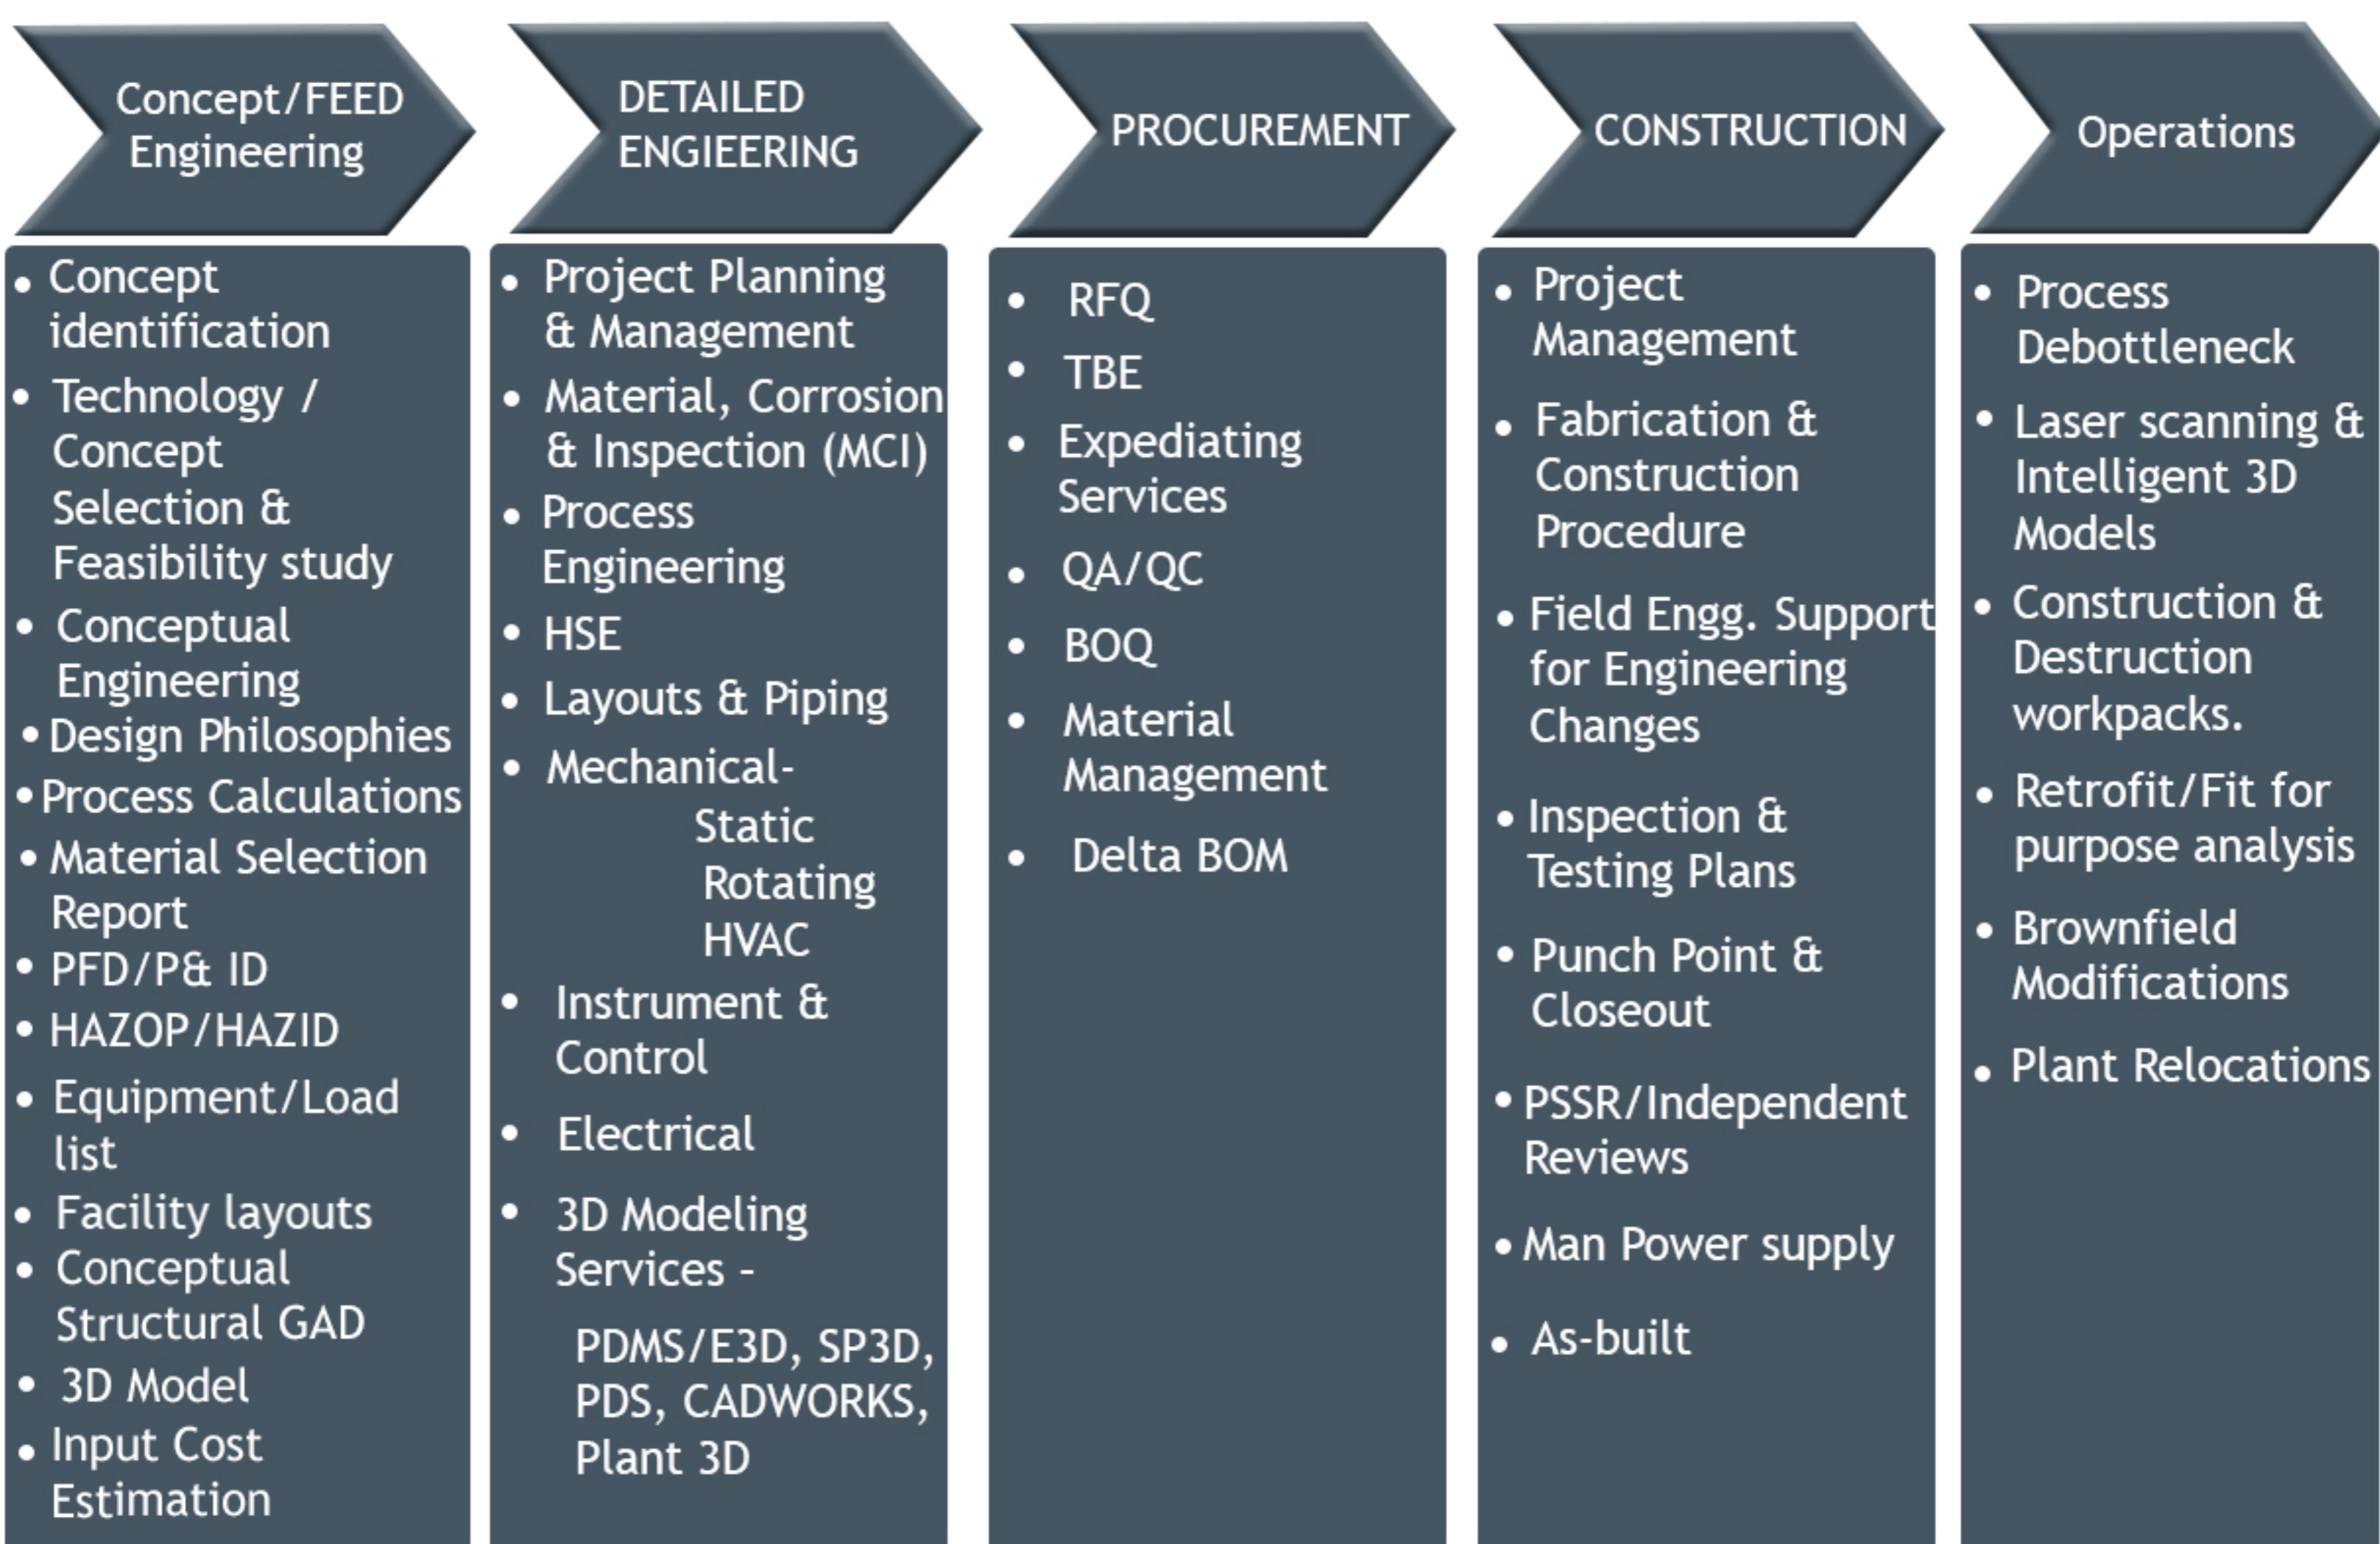 Concept/FEED
Engineering
DETAILED
ENGIEERING
PROCUREMENT
CONSTRUCTION
Operations
• Concept
identification
• Technology /
Concept
Selection &
Feasibility study
• Conceptual
Engineering
• Design Philosophies
• Process Calculations
• Material Selection
Report
• PFD/P& ID
• HAZOP/HAZID
• Equipment/Load
list
• Facility layouts
• Conceptual
Structural GAD
• 3D Model
• Input Cost
Estimation
• Project Planning
& Management
• Material, Corrosion
& Inspection (MCI)
• Process
Engineering
• HSE
• Layouts & Piping
• Mechanical-
Static
Rotating
HVAC
• Instrument &
Control
• Electrical
• 3D Modeling
Services –
PDMS/E3D, SP3D,
PDS, CADWORKS,
Plant 3D
• RFQ
• TBE
• Expediating
Services
• QA/QC
• BOQ
• Material
Management
• Delta BOM
• Project
Management
• Fabrication &
Construction
Procedure
• Field Engg. Support
for Engineering
Changes
• Inspection &
Testing Plans
• Punch Point &
Closeout
• PSSR/Independent
Reviews
• Man Power supply
• As-built
• Process
Debottleneck
• Laser scanning &
Intelligent 3D
Models
• Construction &
Destruction
workpacks.
• Retrofit/Fit for
purpose analysis
• Brownfield
Modifications
• Plant Relocations